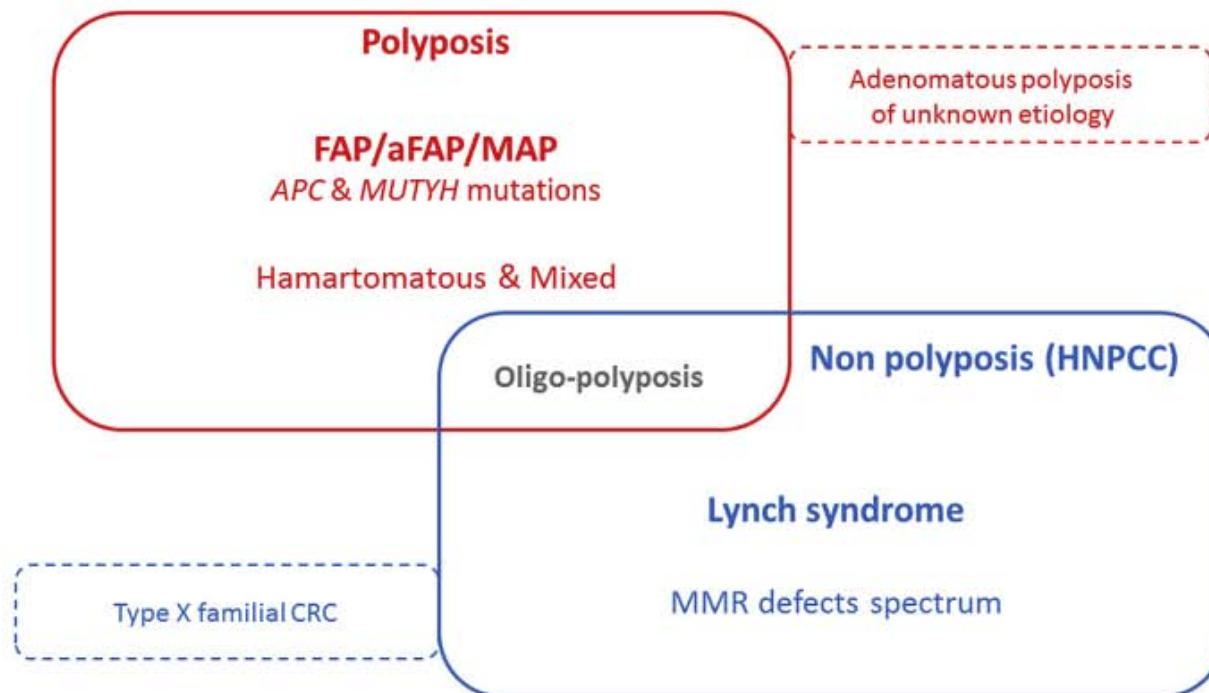 Polyposis
Adenomatous polyposis
of unknown etiology
FAP/aFAP/MAP
APC & MUTYH mutations
Hamartomatous & Mixed
Non polyposis (HNPCC)
Oligo-polyposis
Lynch syndrome
Type X familial CRC
MMR defects spectrum